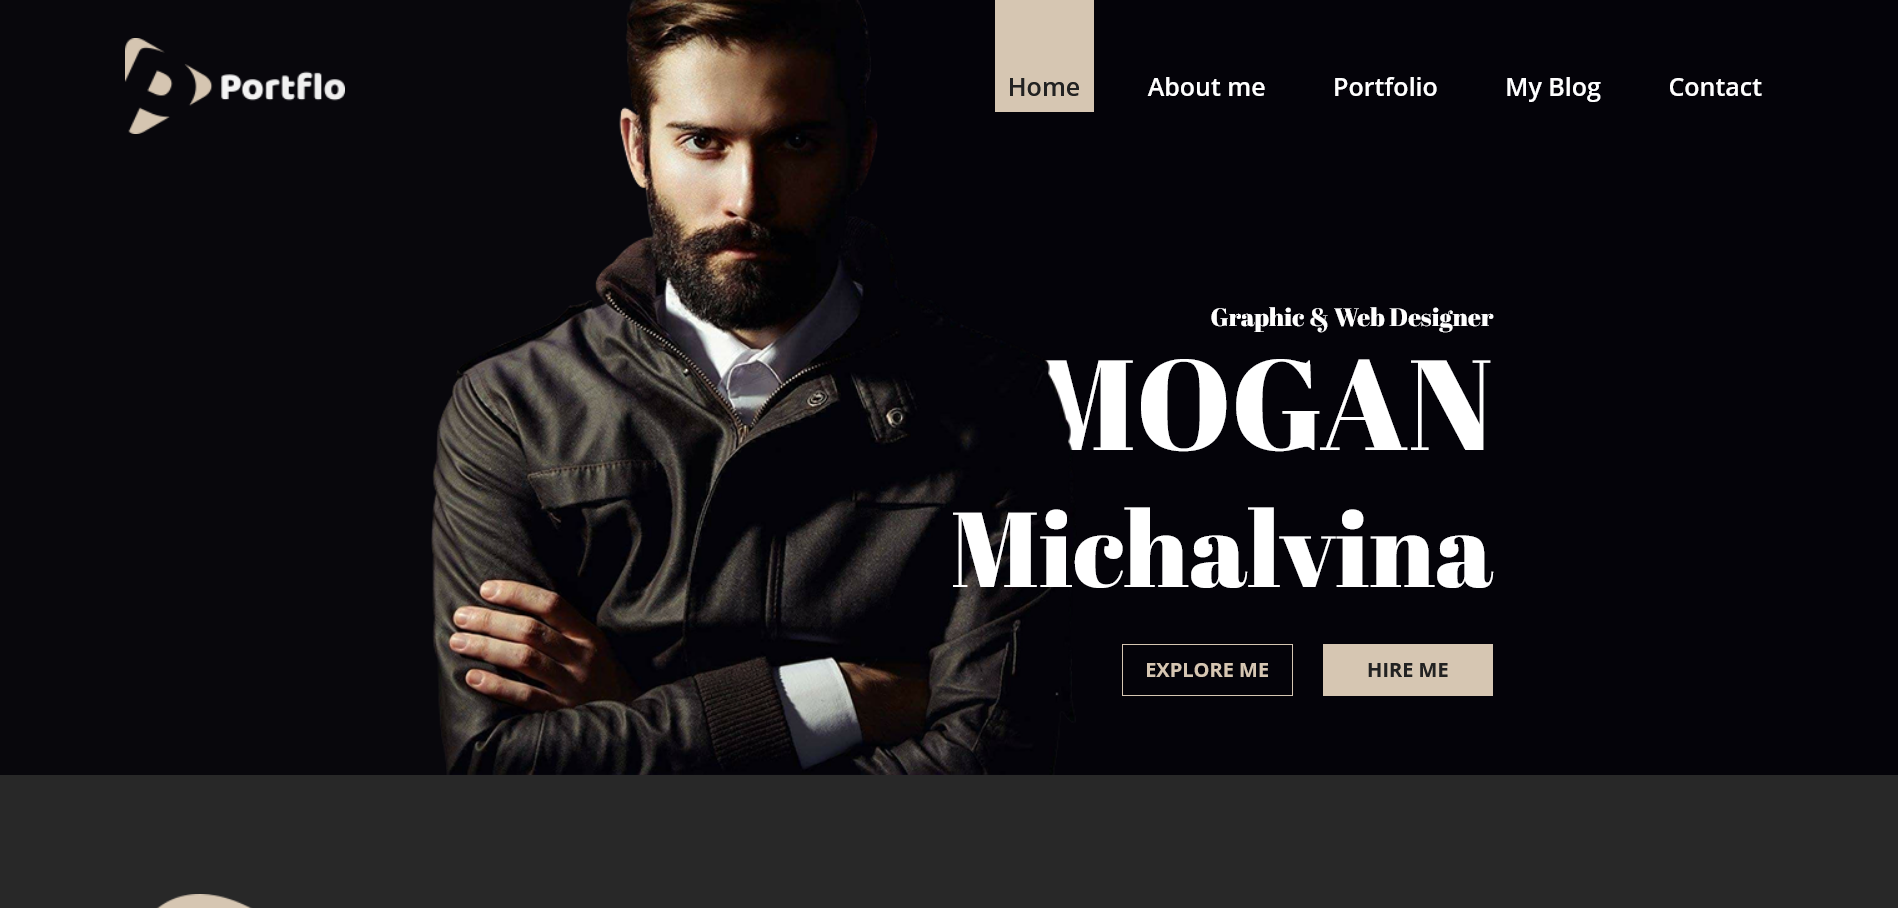 Portflo
Home About me Portfolio My Blog Contact
Graphic & Web Designer
MOGAN
Michalvina
EXPLORE ME HIRE ME